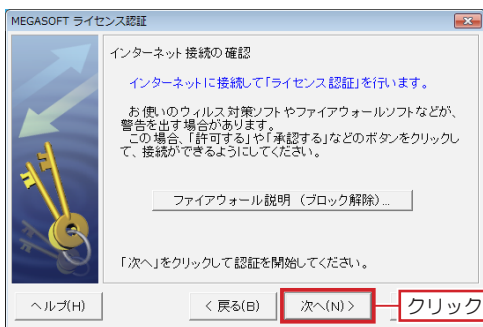 MEGASOFT ライセンス認証
インターネット接続の確認
インターネットに接続して「ライセンス認証」を行います。
お使いのウィルス対策ソフトやファイアウォールソフトなどが、
警告を出す場合があります。
この場合、「許可する」や「承認する」などのボタンをクリックし
て、接続ができるようにしてください。
ファイアウォール説明（ブロック解除）...
「次へ」をクリックして認証を開始してください。
ヘルプ(H)
< 戻る(B)
次へ(N) >
クリック